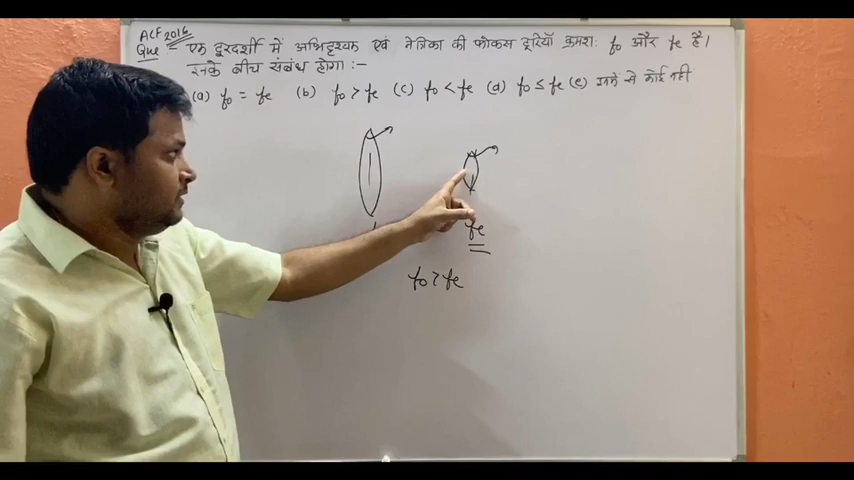 ACF 2016
Que - एक दूरदर्शी में अभिदृश्यक एवं नेत्रिका की फोकस दूरियाँ क्रमशः fo और fe है।
इनके बीच संबंध होगा :-
(a) fo = fe (b) fo > fe (c) fo < fe (d) fo ≤ fe (e) इनमें से कोई नही
fe
fo > fe